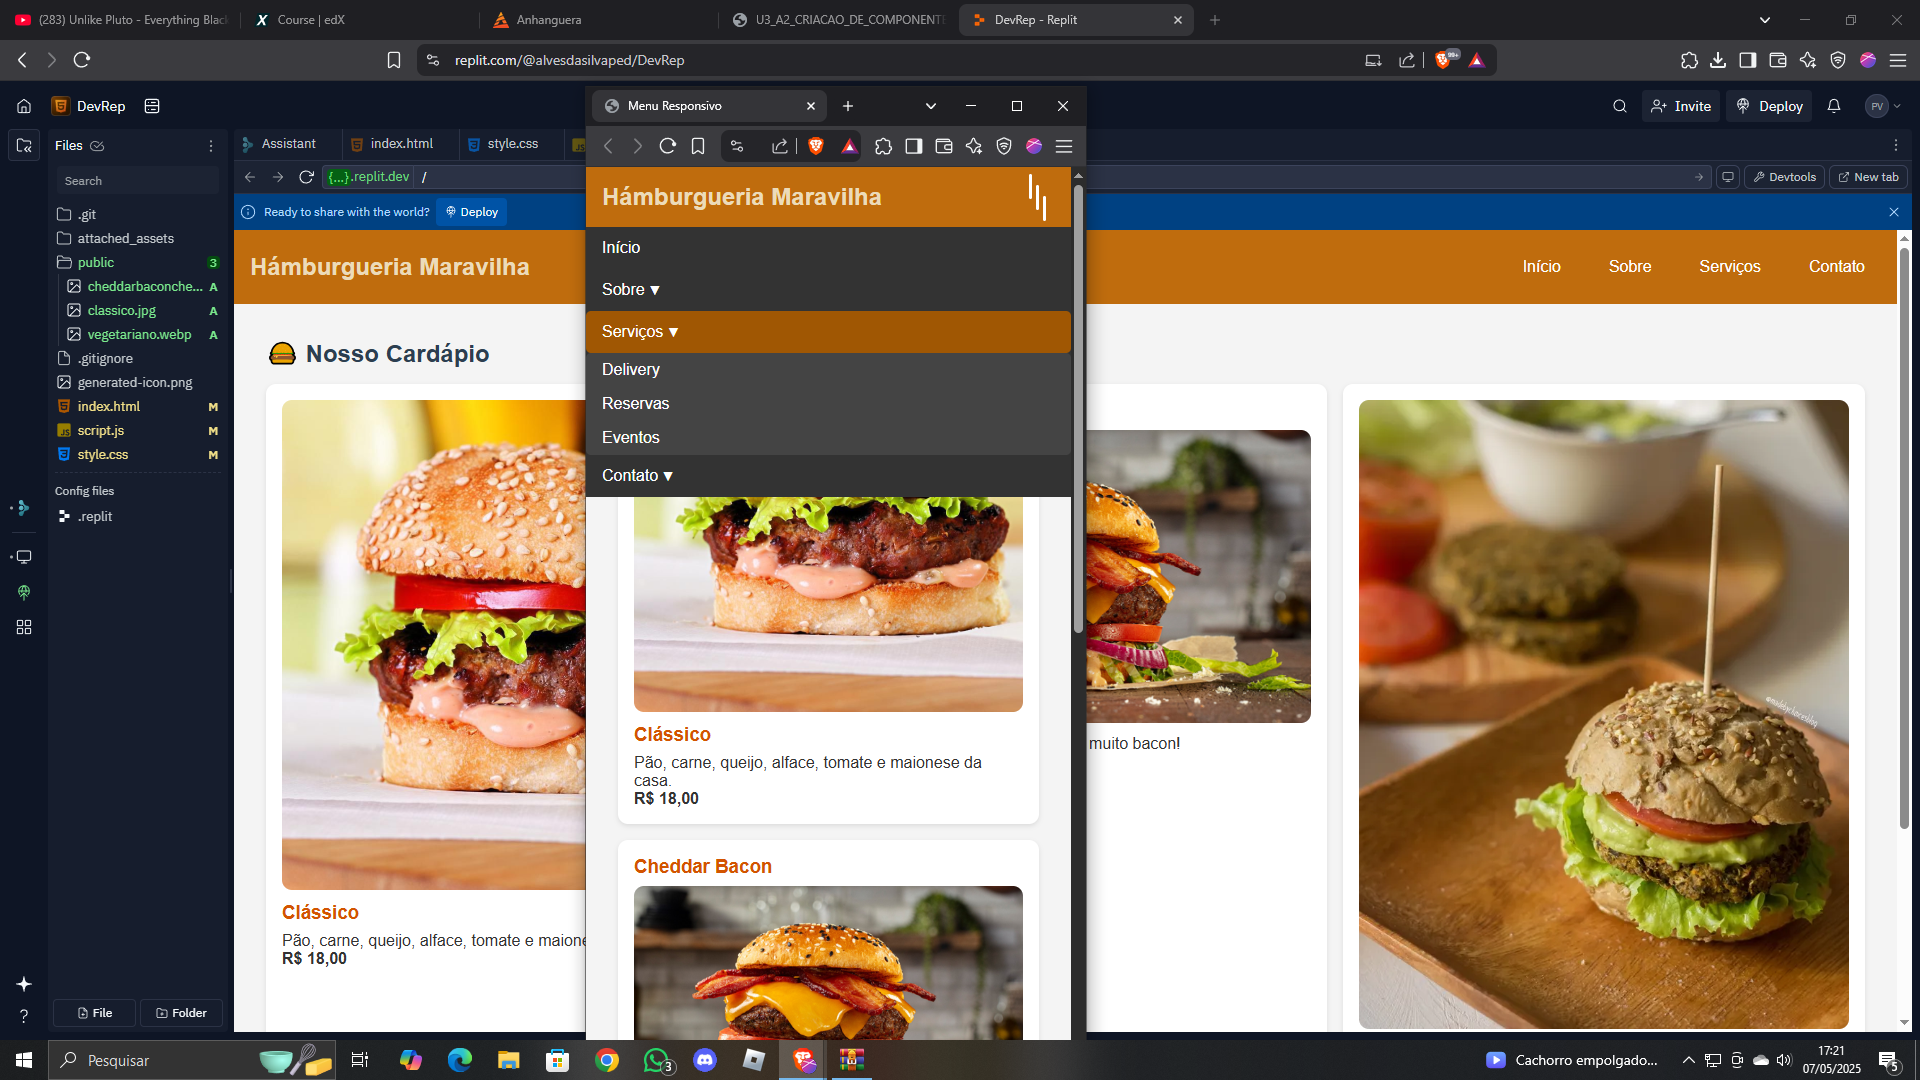 (283) Unlike Pluto - Everything Black
Course | edX
Anhanguera
U3_A2_CRIACAO_DE_COMPONENTE
DevRep - Replit
replit.com/@alvesdasilvaped/DevRep
99+
DevRep
Invite
Deploy
PV
Menu Responsivo
Files
Search
.git
attached_assets
public
3
cheddarbaconche...
A
classico.jpg
A
vegetariano.webp
A
.gitignore
generated-icon.png
index.html
M
script.js
M
style.css
M
Config files
.replit
File
Folder
Assistant
index.html
style.css
{...}.replit.dev
/
Devtools
New tab
Ready to share with the world?
Deploy
Hámburgueria Maravilha
Início
Sobre
Serviços
Contato
Nosso Cardápio
Clássico
Pão, carne, queijo, alface, tomate e maione
R$ 18,00
Hámburgueria Maravilha
Início
Sobre ▼
Serviços ▼
Delivery
Reservas
Eventos
Contato ▼
Clássico
Pão, carne, queijo, alface, tomate e maionese da
casa.
R$ 18,00
Cheddar Bacon
muito bacon!
Pesquisar
3
Cachorro empolgado...
17:21
07/05/2025
5